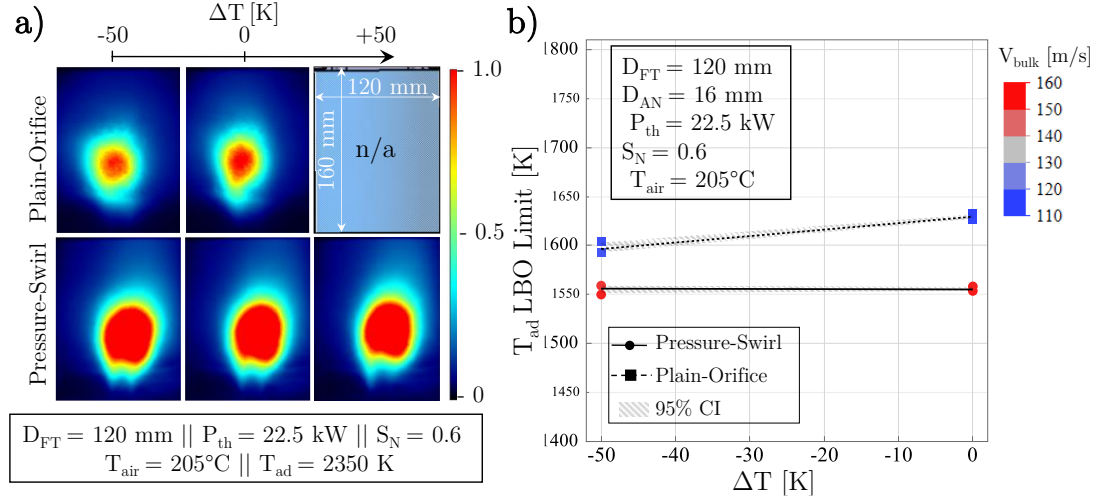 a)
ΔT [K]
-50
0
+50
Plain-Orifice
Pressure-Swirl
120 mm
160 mm
n/a
1.0
0.5
0
D_FT = 120 mm || P_th = 22.5 kW || S_N = 0.6
T_air = 205°C || T_ad = 2350 K
b)
T_ad LBO Limit [K]
1800
1750
1700
1650
1600
1550
1500
1450
1400
D_FT = 120 mm
D_AN = 16 mm
P_th = 22.5 kW
S_N = 0.6
T_air = 205°C
Pressure-Swirl
Plain-Orifice
95% CI
-50
-40
-30
-20
-10
0
ΔT [K]
V_bulk [m/s]
160
150
140
130
120
110